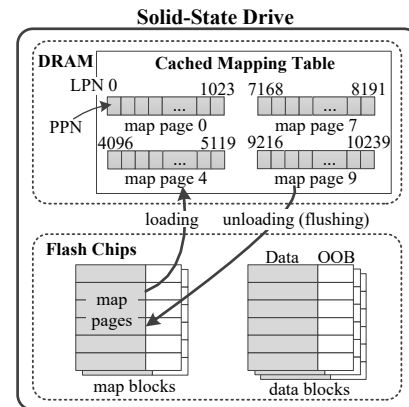 Solid-State Drive
DRAM
Cached Mapping Table
LPN 0
1023 7168
8191
...
...
PPN
map page 0
map page 7
4096
5119 9216
10239
...
...
map page 4
map page 9
loading
unloading (flushing)
Flash Chips
Data OOB
map
pages
map blocks
data blocks